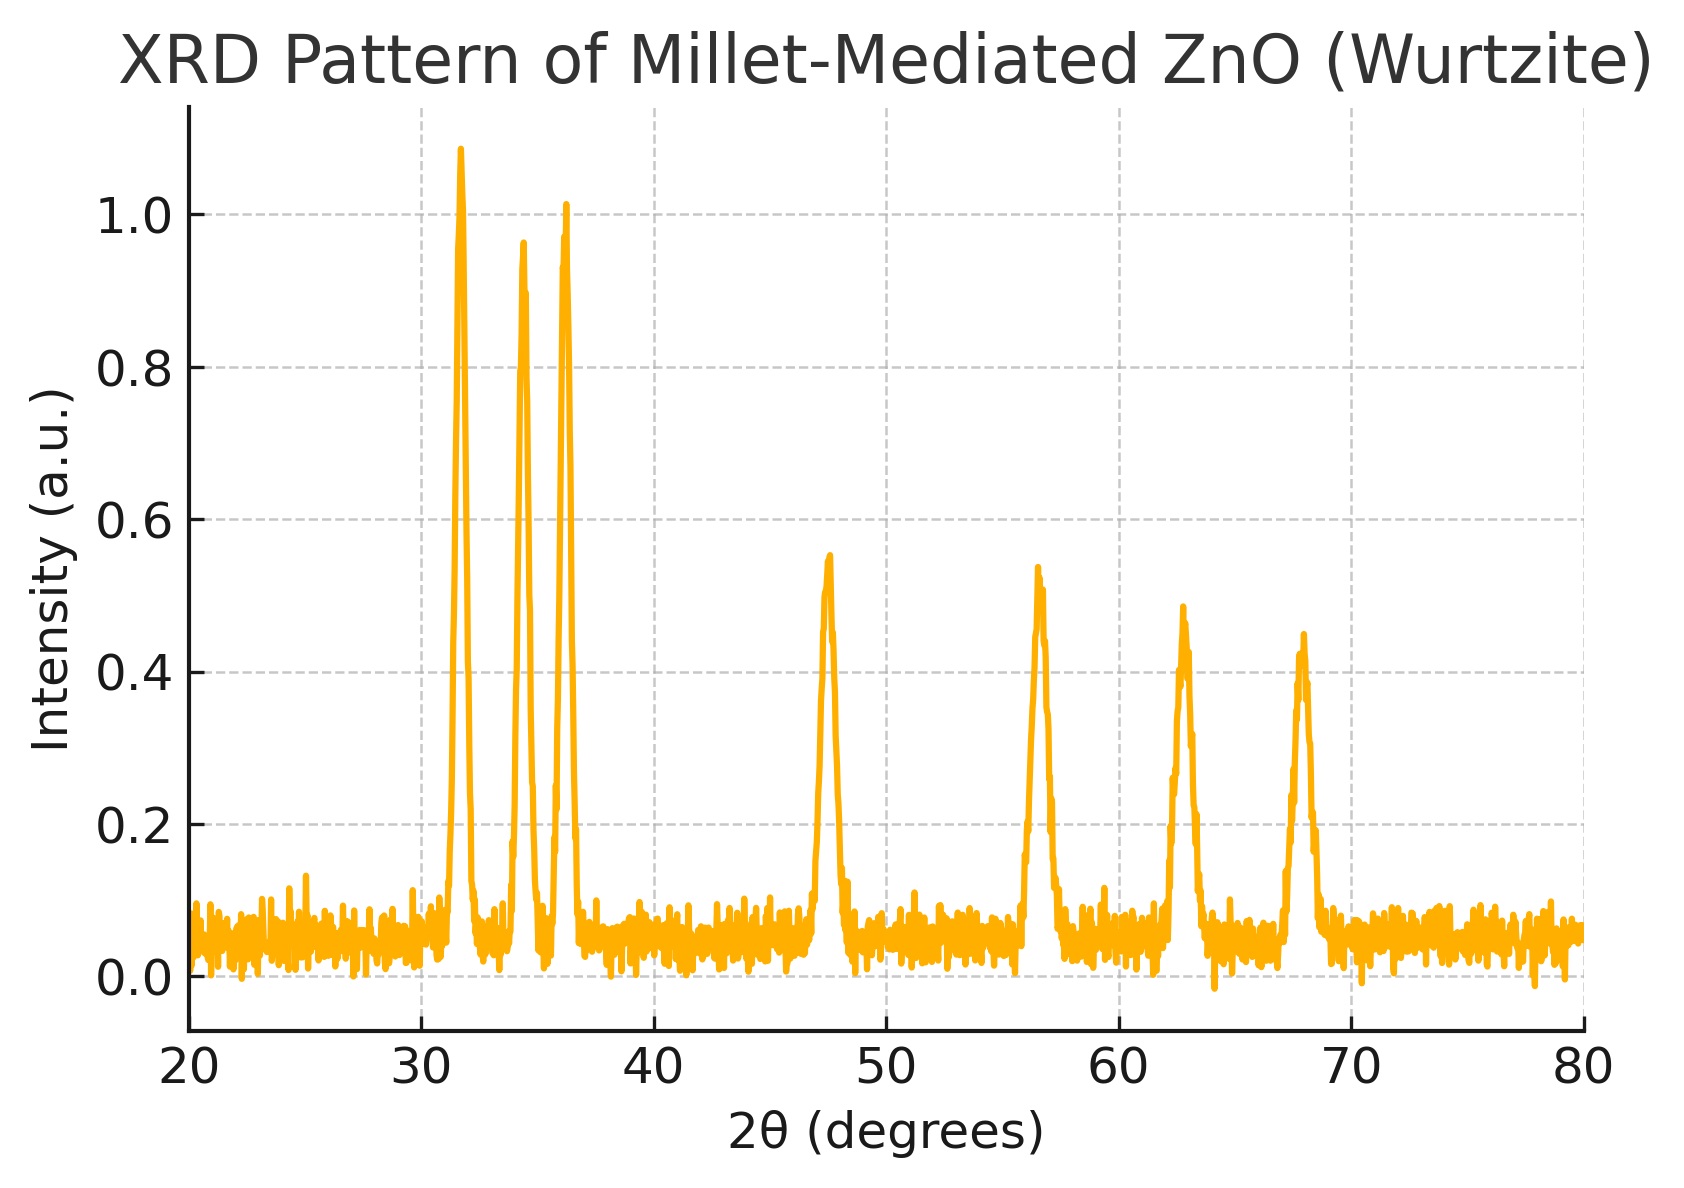 XRD Pattern of Millet-Mediated ZnO (Wurtzite)
Intensity (a.u.)
1.0
0.8
0.6
0.4
0.2
0.0
20 30 40 50 60 70 80
2θ (degrees)